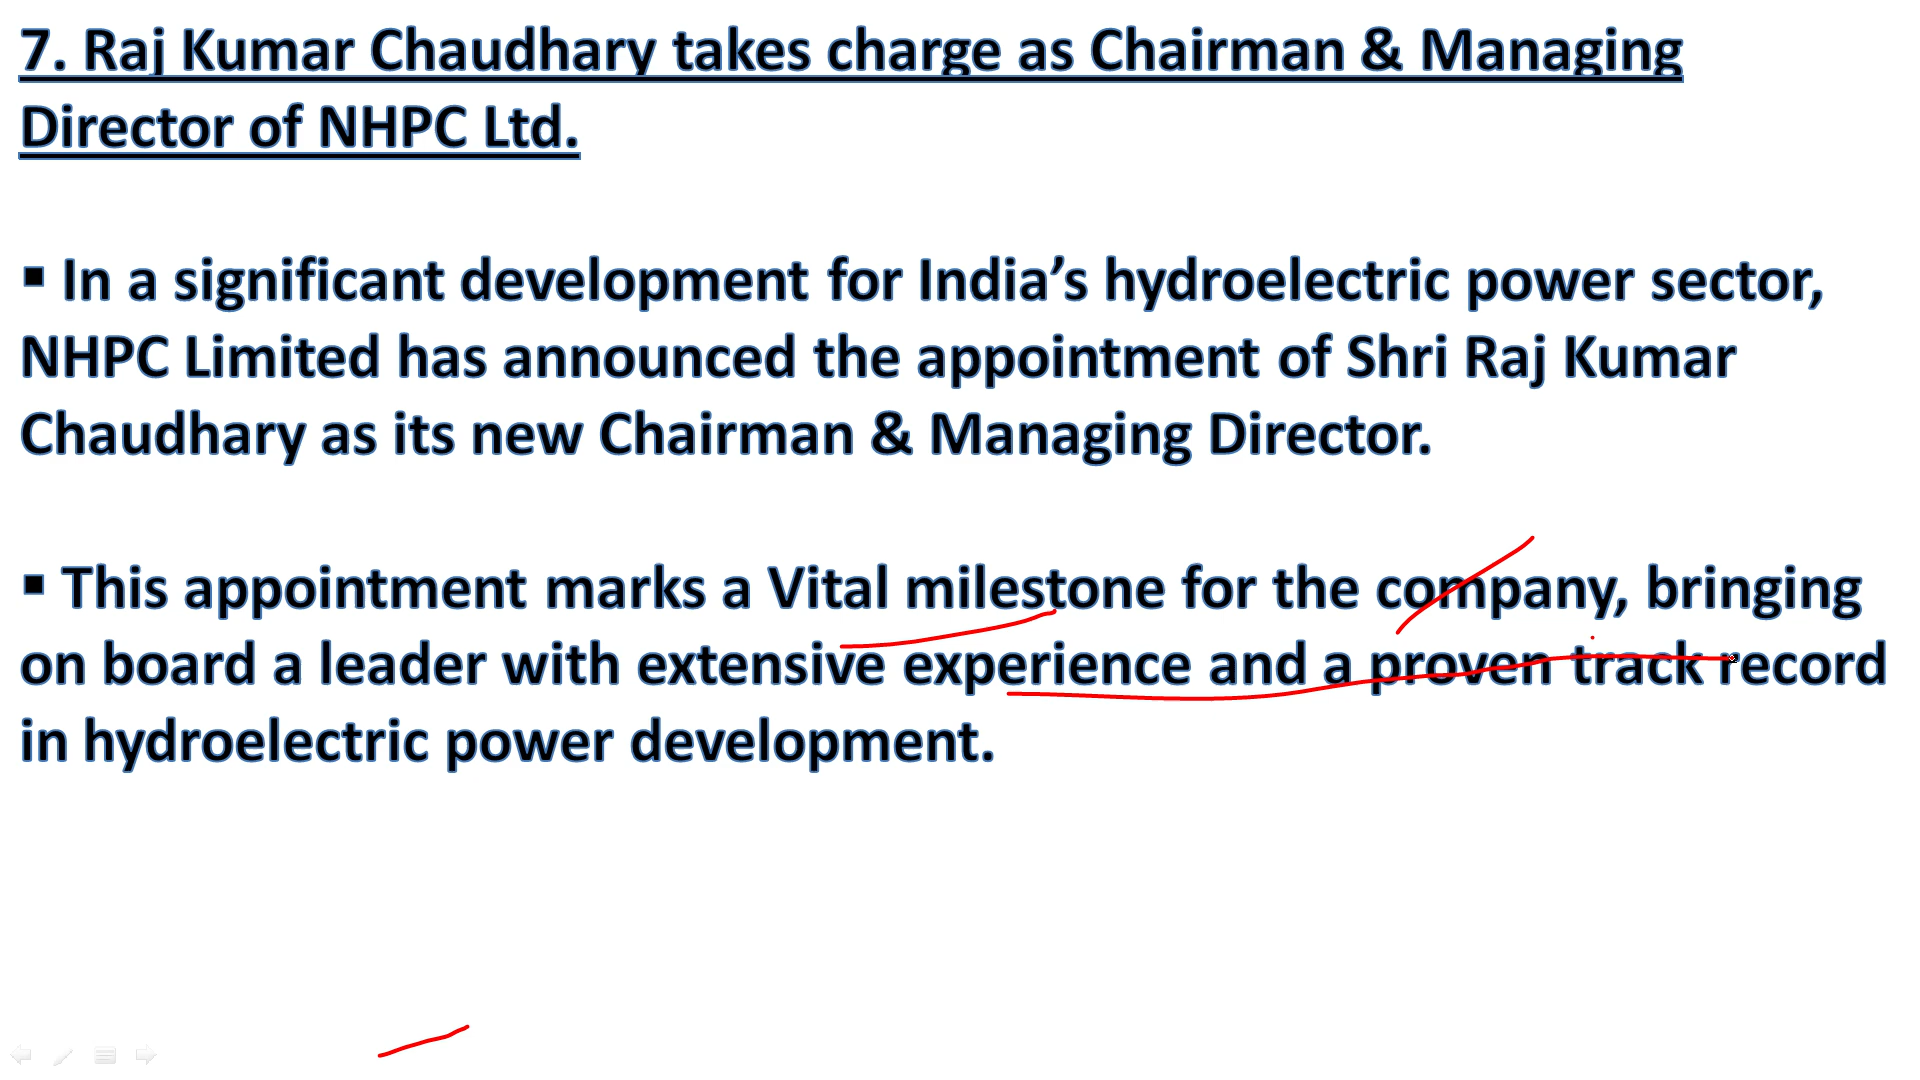 7. Raj Kumar Chaudhary takes charge as Chairman & Managing
Director of NHPC Ltd.
▪ In a significant development for India’s hydroelectric power sector,
NHPC Limited has announced the appointment of Shri Raj Kumar
Chaudhary as its new Chairman & Managing Director.
▪ This appointment marks a Vital milestone for the company, bringing
on board a leader with extensive experience and a proven track record
in hydroelectric power development.